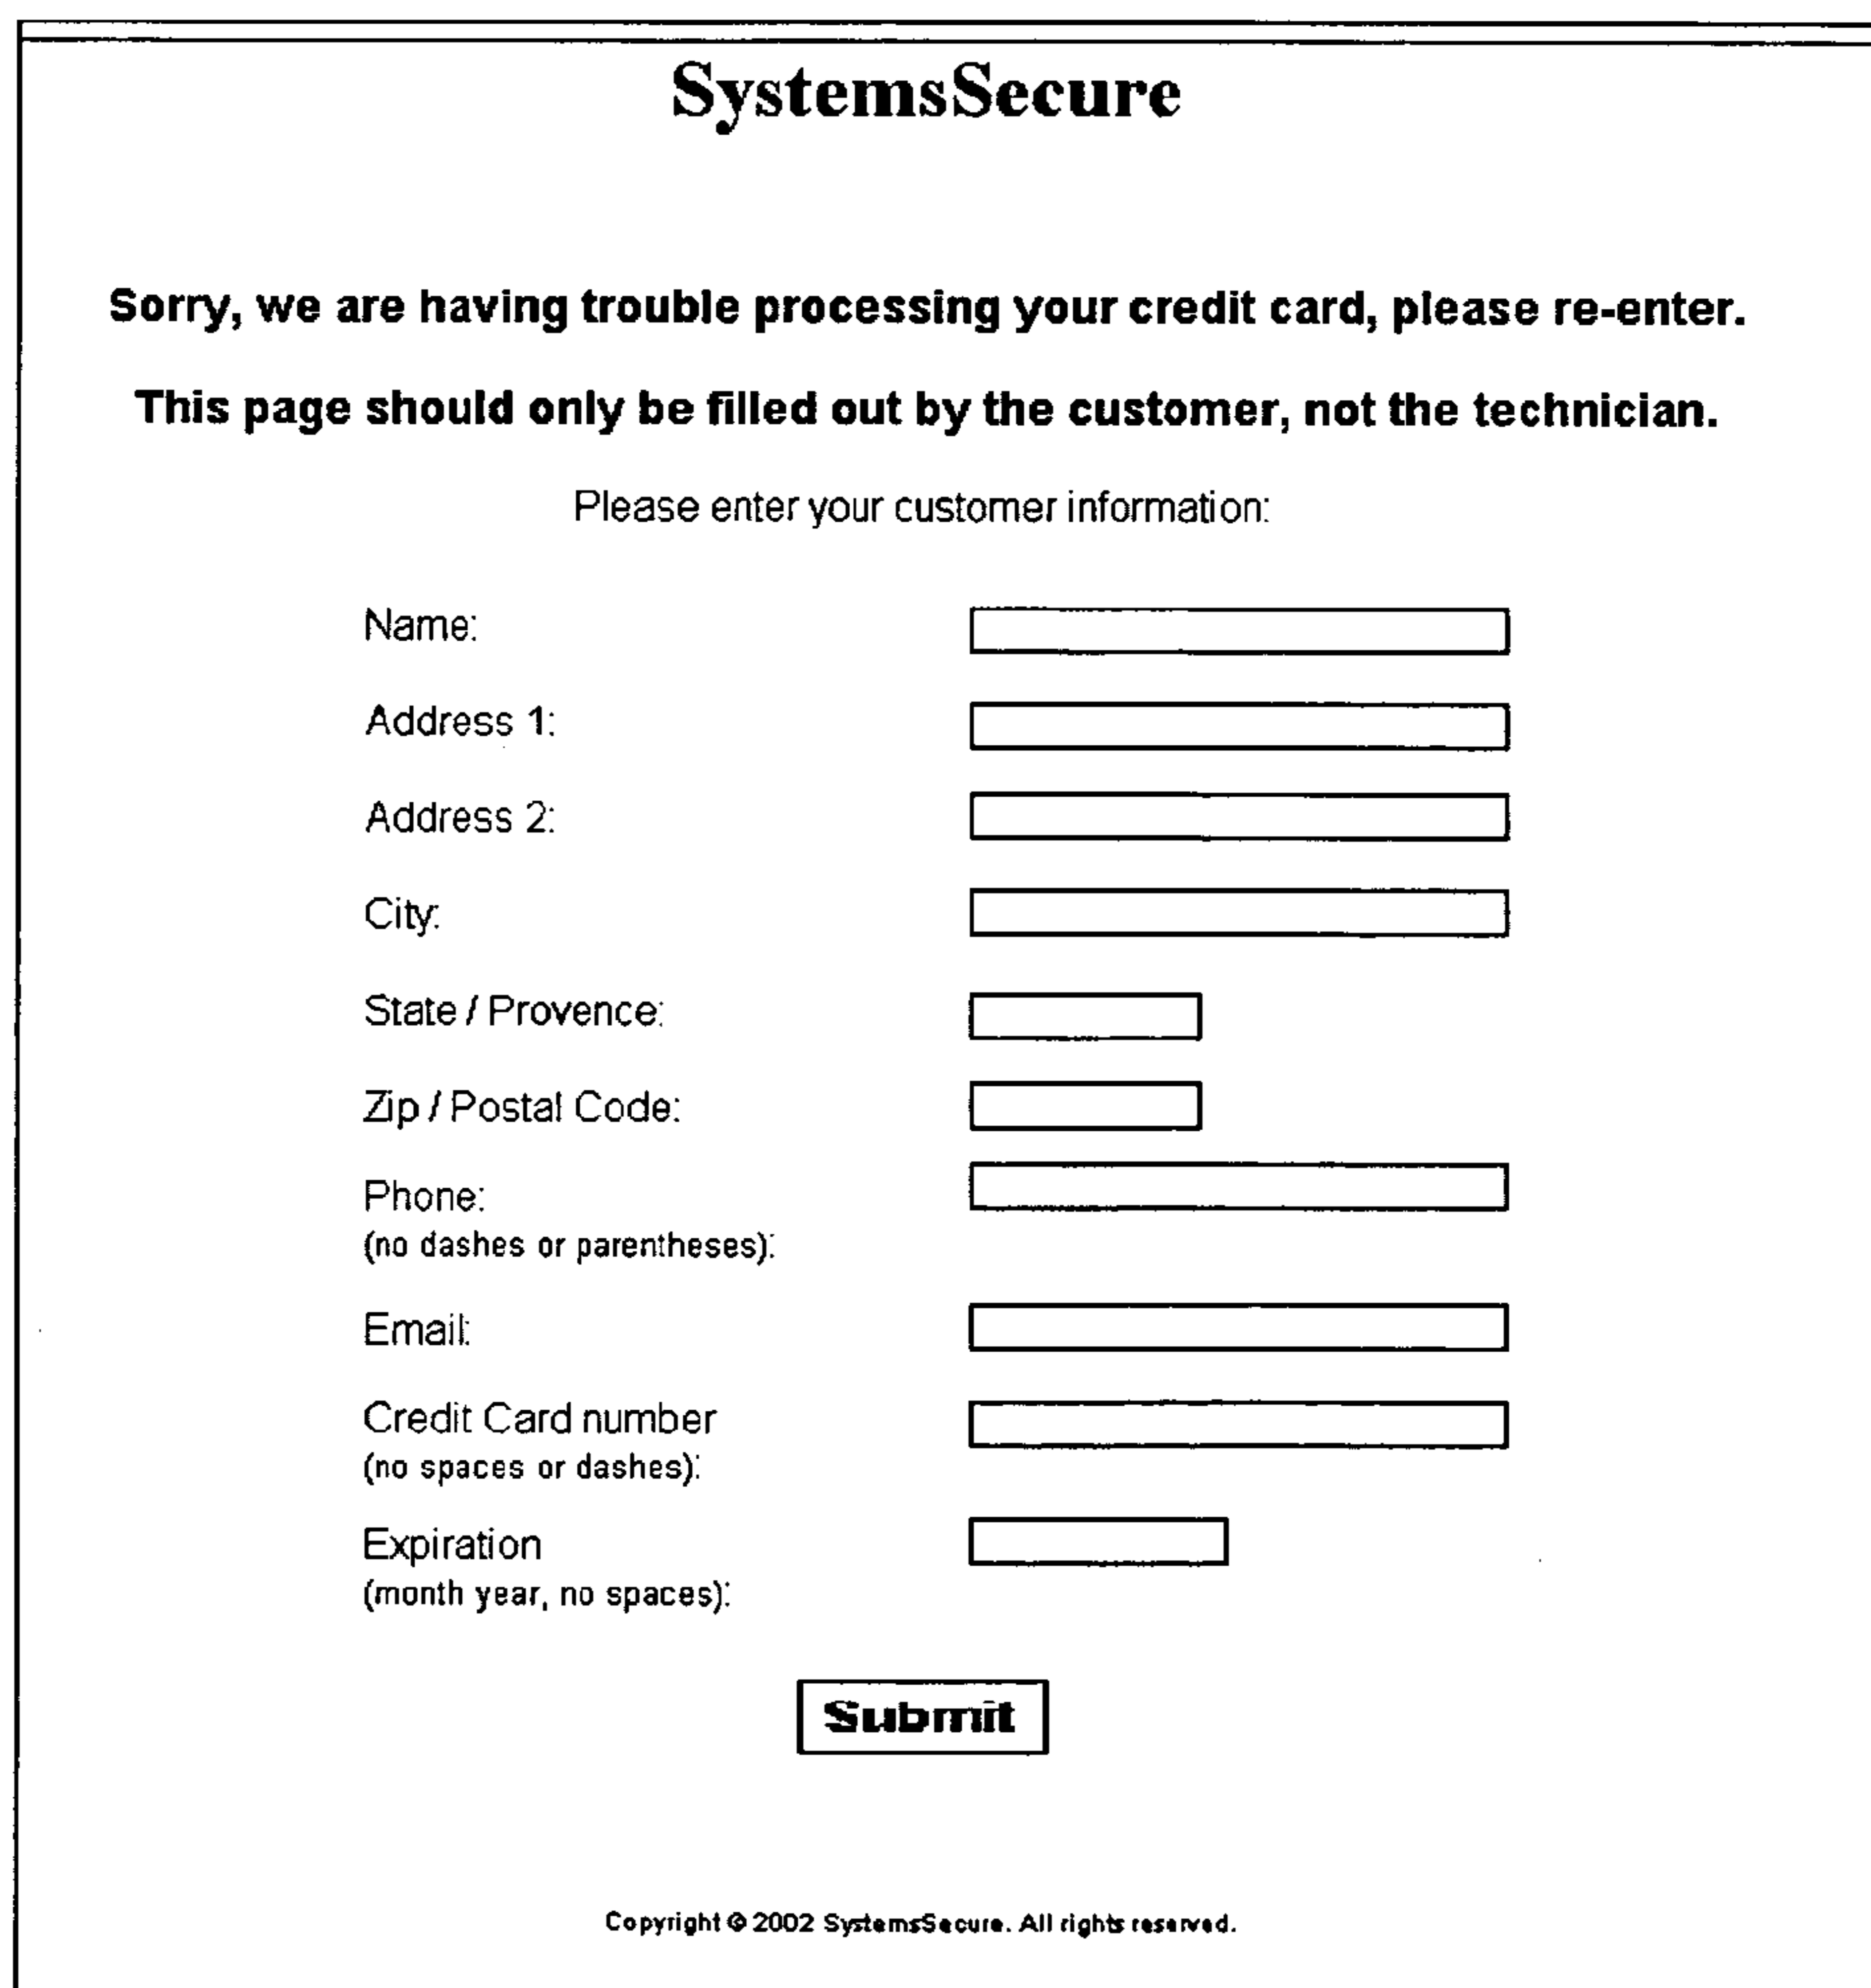 SystemsSecure
Sorry, we are having trouble processing your credit card, please re-enter.
This page should only be filled out by the customer, not the technician.
Please enter your customer information:
Name:
Address 1:
Address 2:
City:
State / Provence:
Zip / Postal Code:
Phone:
(no dashes or parentheses):
Email:
Credit Card number
(no spaces or dashes):
Expiration
(month year, no spaces):
Submit
Copyright © 2002 SystemsSecure. All rights reserved.